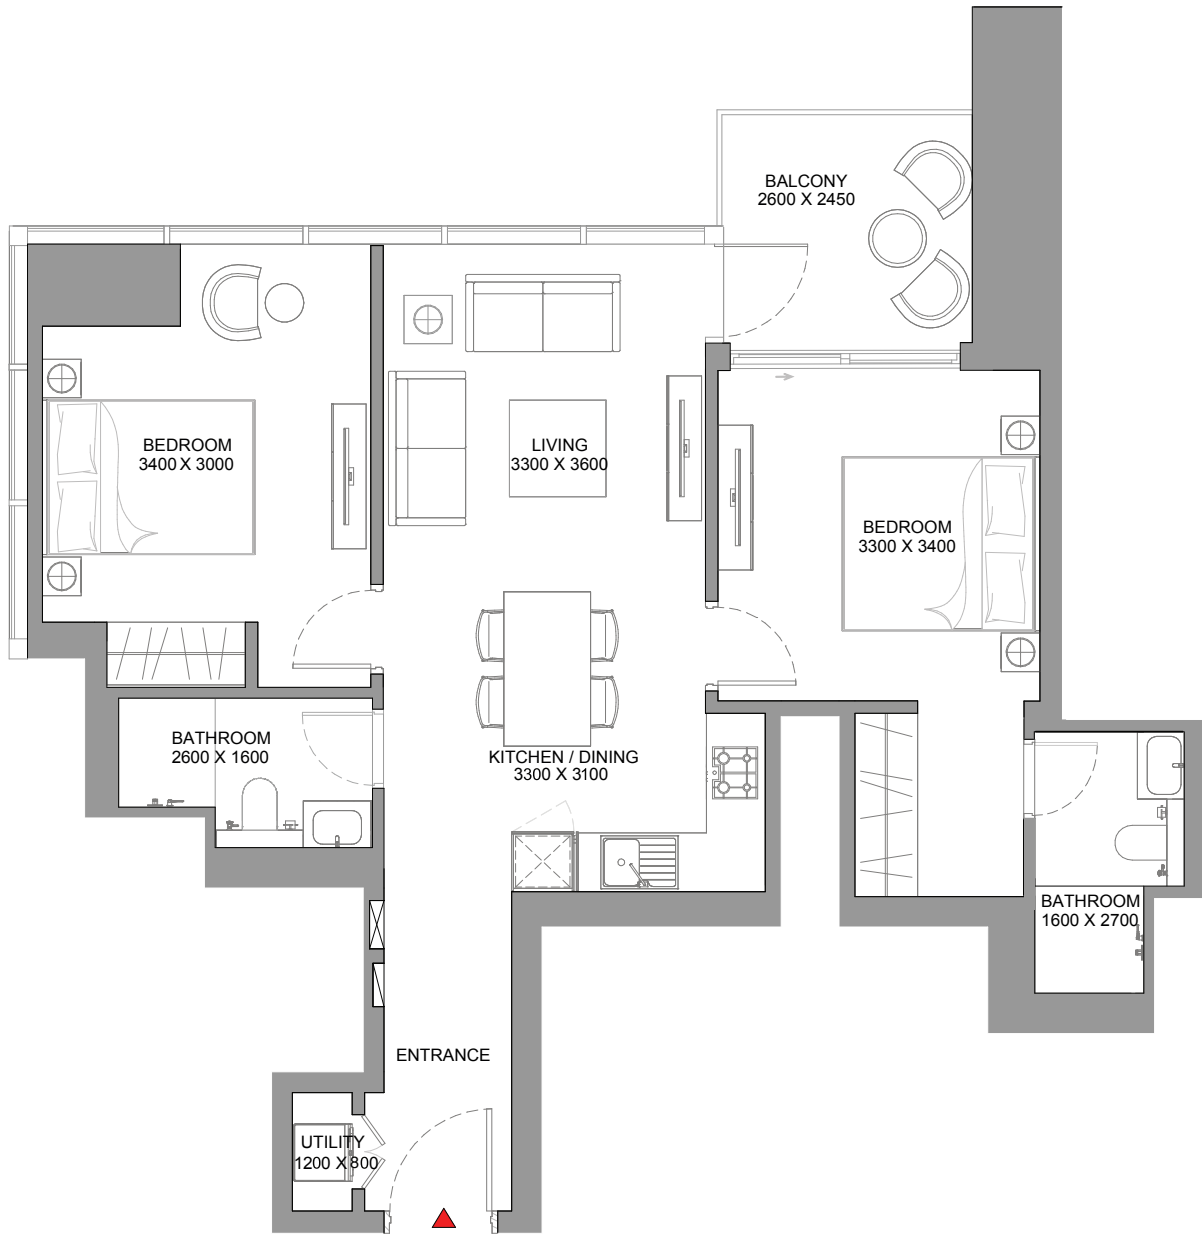 BALCONY
2600 X 2450
BEDROOM
3400 X 3000
LIVING
3300 X 3600
BEDROOM
3300 X 3400
BATHROOM
2600 X 1600
KITCHEN / DINING
3300 X 3100
BATHROOM
1600 X 2700
ENTRANCE
UTILITY
1200 X 800